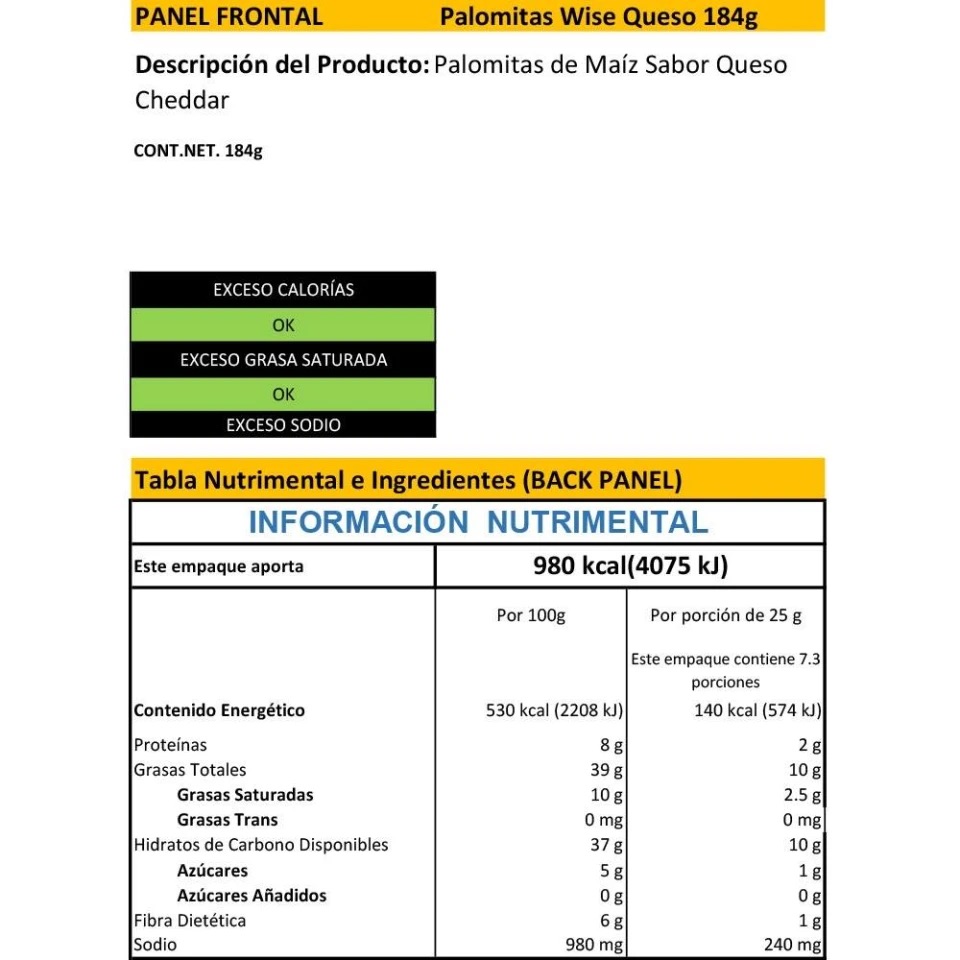 PANEL FRONTAL Palomitas Wise Queso 184g
Descripción del Producto: Palomitas de Maíz Sabor Queso
Cheddar
CONT.NET. 184g
EXCESO CALORÍAS
OK
EXCESO GRASA SATURADA
OK
EXCESO SODIO
Tabla Nutrimental e Ingredientes (BACK PANEL)
INFORMACIÓN NUTRIMENTAL
Este empaque aporta 980 kcal(4075 kJ)
Por 100g Por porción de 25 g
Este empaque contiene 7.3
porciones
Contenido Energético 530 kcal (2208 kJ) 140 kcal (574 kJ)
Proteínas 8 g 2 g
Grasas Totales 39 g 10 g
Grasas Saturadas 10 g 2.5 g
Grasas Trans 0 mg 0 mg
Hidratos de Carbono Disponibles 37 g 10 g
Azúcares 5 g 1 g
Azúcares Añadidos 0 g 0 g
Fibra Dietética 6 g 1 g
Sodio 980 mg 240 mg